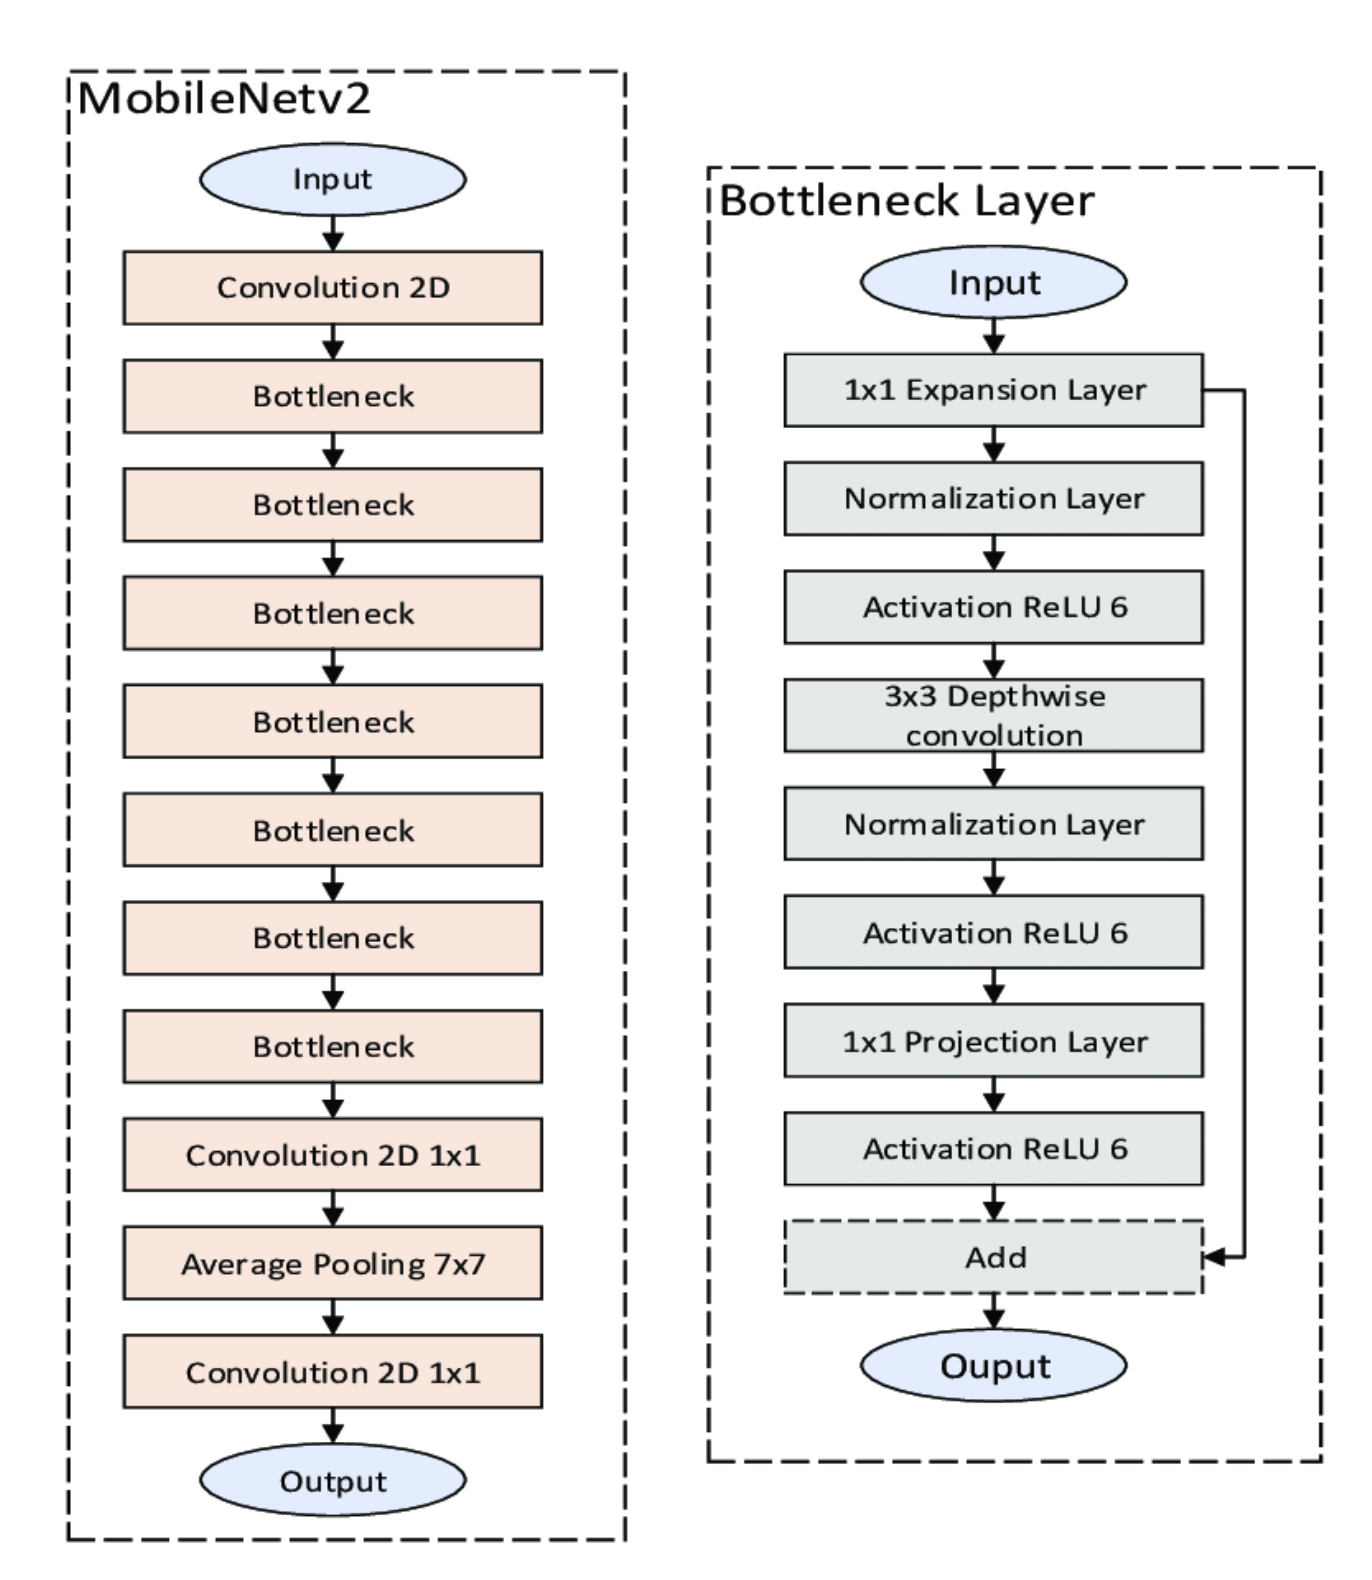 MobileNetv2
Input
Convolution 2D
Bottleneck
Bottleneck
Bottleneck
Bottleneck
Bottleneck
Bottleneck
Bottleneck
Convolution 2D 1x1
Average Pooling 7x7
Convolution 2D 1x1
Output
Bottleneck Layer
Input
1x1 Expansion Layer
Normalization Layer
Activation ReLU 6
3x3 Depthwise
convolution
Normalization Layer
Activation ReLU 6
1x1 Projection Layer
Activation ReLU 6
Add
Ouput